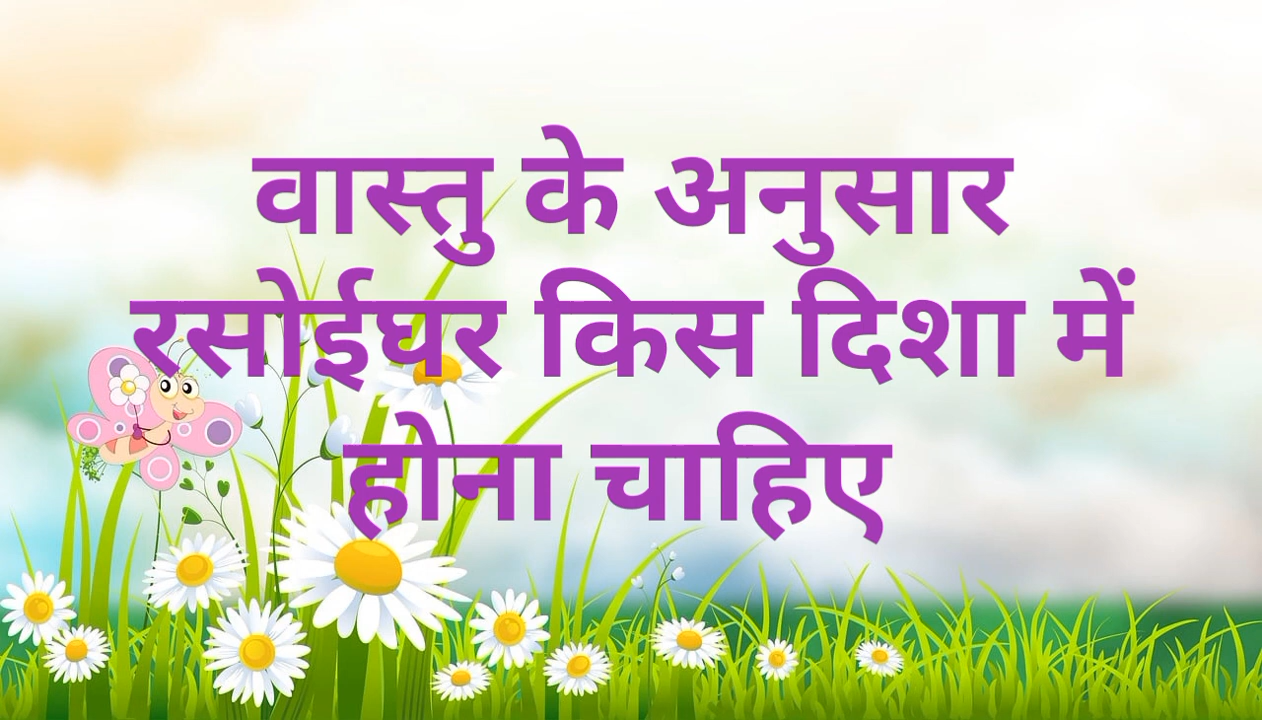 वास्तु के अनुसार
रसोईघर किस दिशा में
होना चाहिए